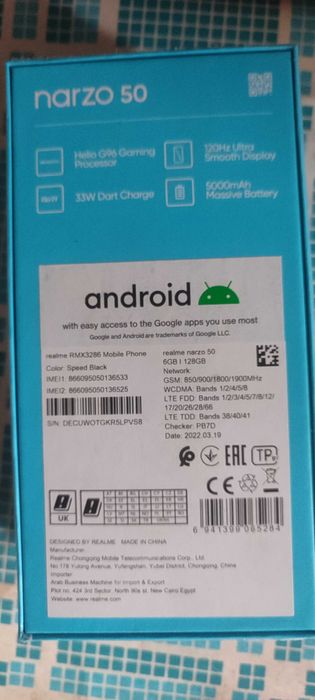 narzo 50
Helio G96 Gaming
Processor
120Hz Ultra
Smooth Display
33W Dart Charge
5000mAh
Massive Battery
android
with easy access to the Google apps you use most
Google and Android are trademarks of Google LLC.
realme RMX3286 Mobile Phone
Color: Speed Black
IMEI1: 866095050136533
IMEI2: 866095050136525
S/N: DECUWOTGKR5LPVS8
realme narzo 50
6GB | 128GB
Network:
GSM: 850/900/1800/1900MHz
WCDMA: Bands 1/2/4/5/8
LTE FDD: Bands 1/2/3/4/5/7/8/12/
17/20/26/28/66
LTE TDD: Bands 38/40/41
Checker: PB7D
Date: 2022.03.19
EAC
TP
CE
UK
6 941399 085284
DESIGNED BY REALME MADE IN CHINA
Manufacturer:
Realme Chongqing Mobile Telecommunications Corp., Ltd.
No.178 Yulong Avenue, Yufengshan, Yubei District, Chongqing, China
Importer:
Arab Business Machine for Import & Export
Plot no. 424 3rd Sector, North 90s st, New Cairo Egypt
Website: www.realme.com